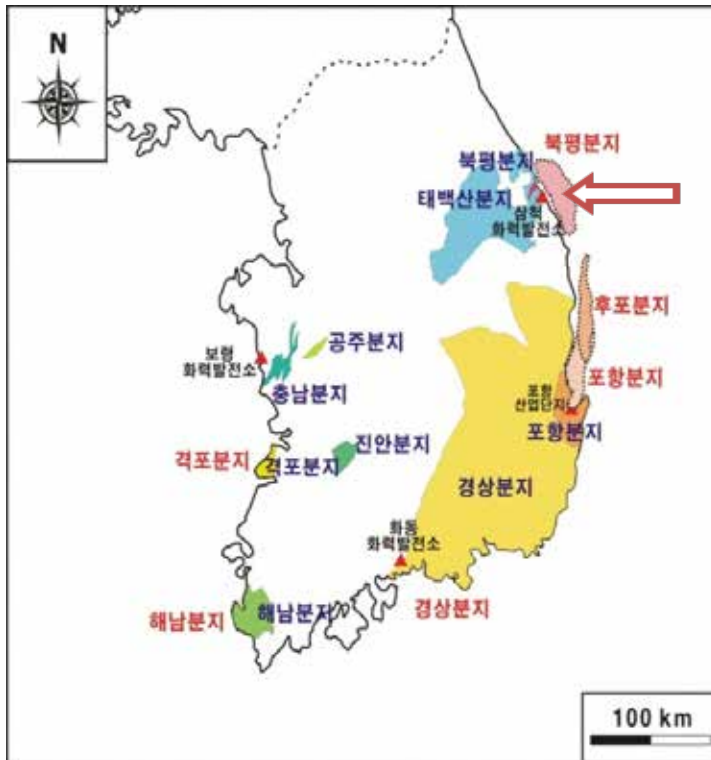 N
북평분지
북평분지
태백산분지
삼척
화력발전소
후포분지
공주분지
보령
화력발전소
포항분지
충남분지
포항
산업단지
포항분지
진안분지
격포분지
격포분지
경상분지
화동
화력발전소
해남분지
해남분지
경상분지
100 km